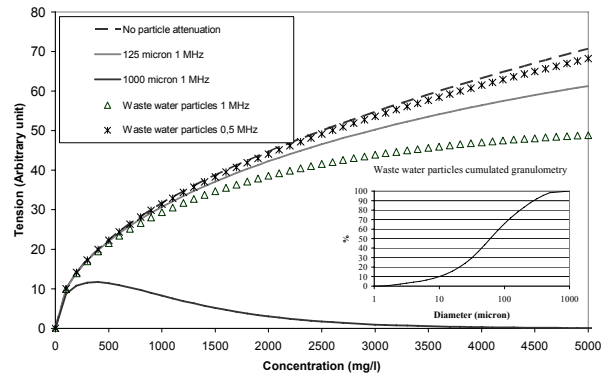 80
70
60
50
40
30
20
10
0
Tension (Arbitrary unit)
No particle attenuation
125 micron 1 MHz
1000 micron 1 MHz
Waste water particles 1 MHz
Waste water particles 0,5 MHz
Waste water particles cumulated granulometry
100
90
80
70
60
50
40
30
20
10
0
%
1 10 100 1000
Diameter (micron)
0 500 1000 1500 2000 2500 3000 3500 4000 4500 5000
Concentration (mg/l)